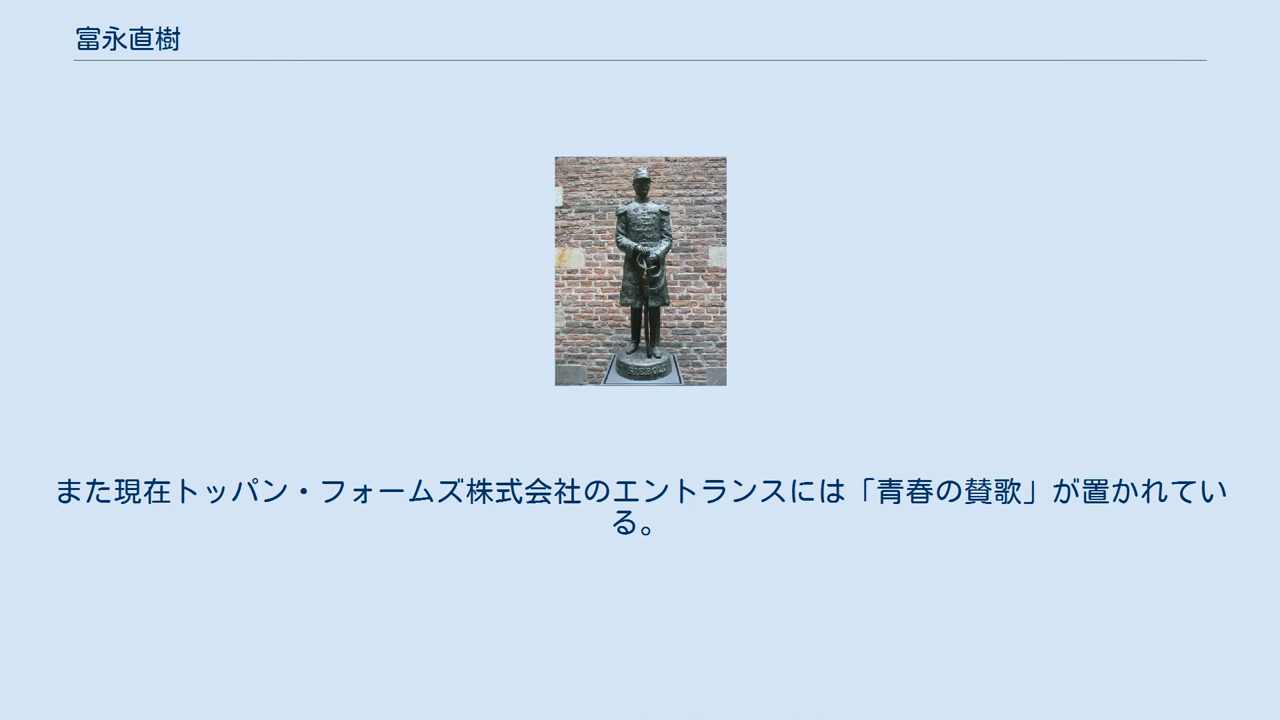 富永直樹
また現在トッパン・フォームズ株式会社のエントランスには「青春の賛歌」が置かれてい
る。